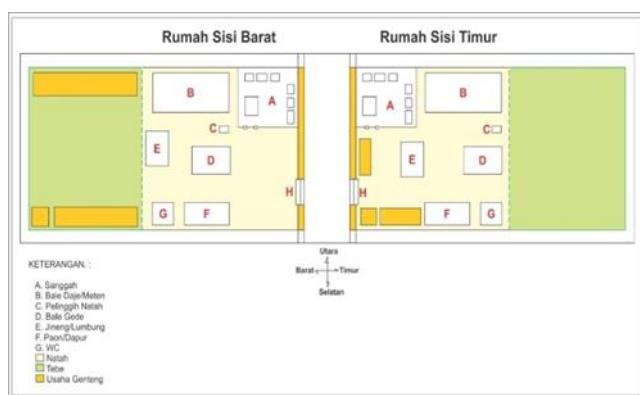 Rumah Sisi Barat
Rumah Sisi Timur
B
A
C
E
D
H
G
F
A
B
C
E
D
H
F
G
Utara
Barat
Timur
Selatan
KETERANGAN. :
A. Sanggah
B. Baie Daje/Meten
C. Pelinggih Natah
D. Bale Gede
E. Jineng/Lumbung
F. Paon/Dapur
G. WC
Natah
Tebe
Usaha Genteng